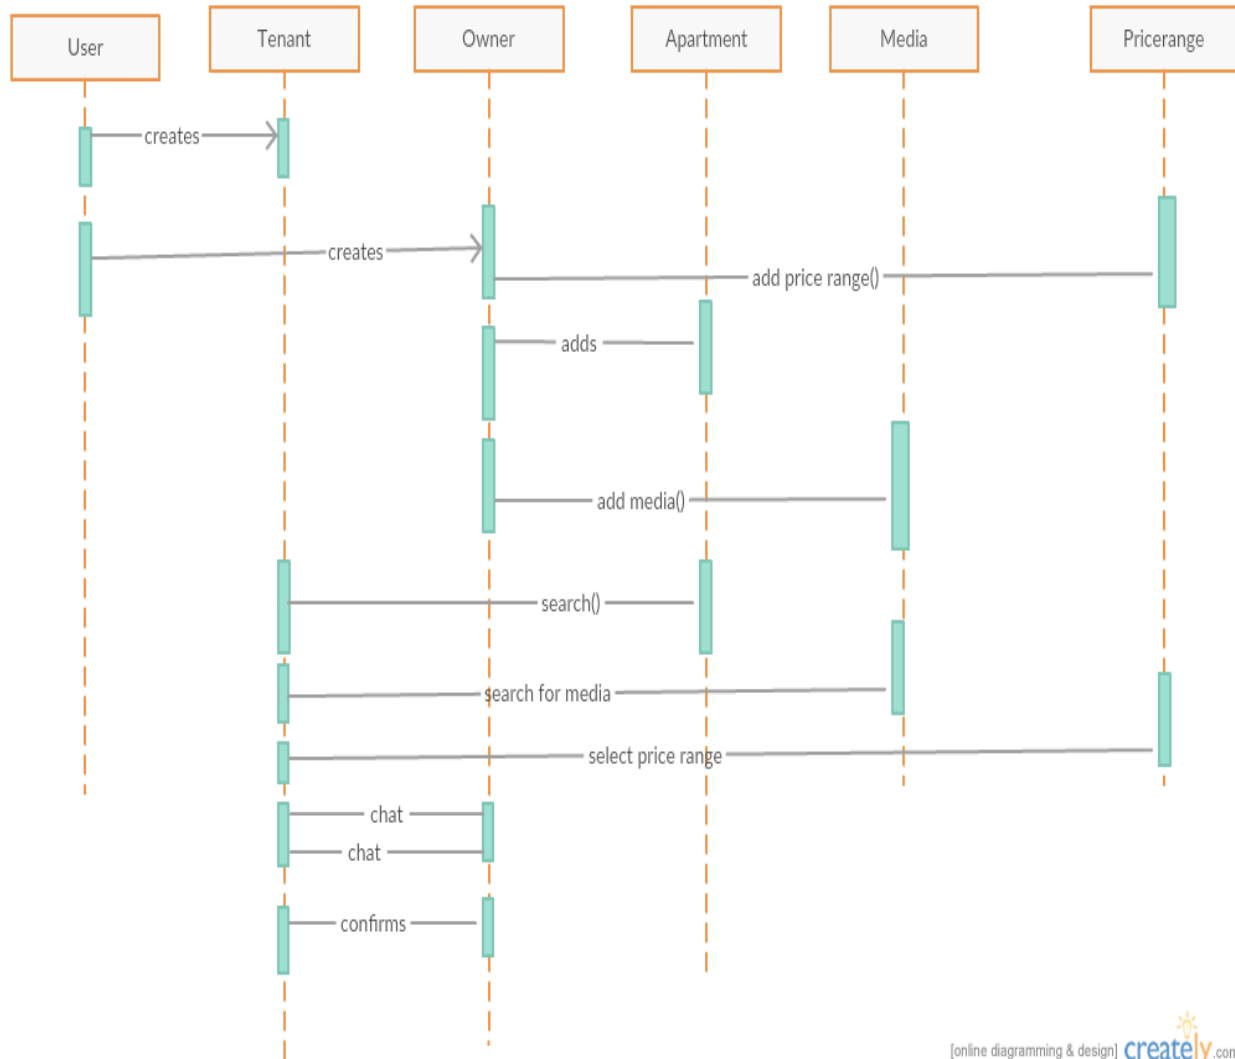 User
Tenant
Owner
Apartment
Media
Pricerange
creates
creates
add price range()
adds
add media()
search()
search for media
select price range
chat
chat
confirms
[online diagramming & design] creately.com